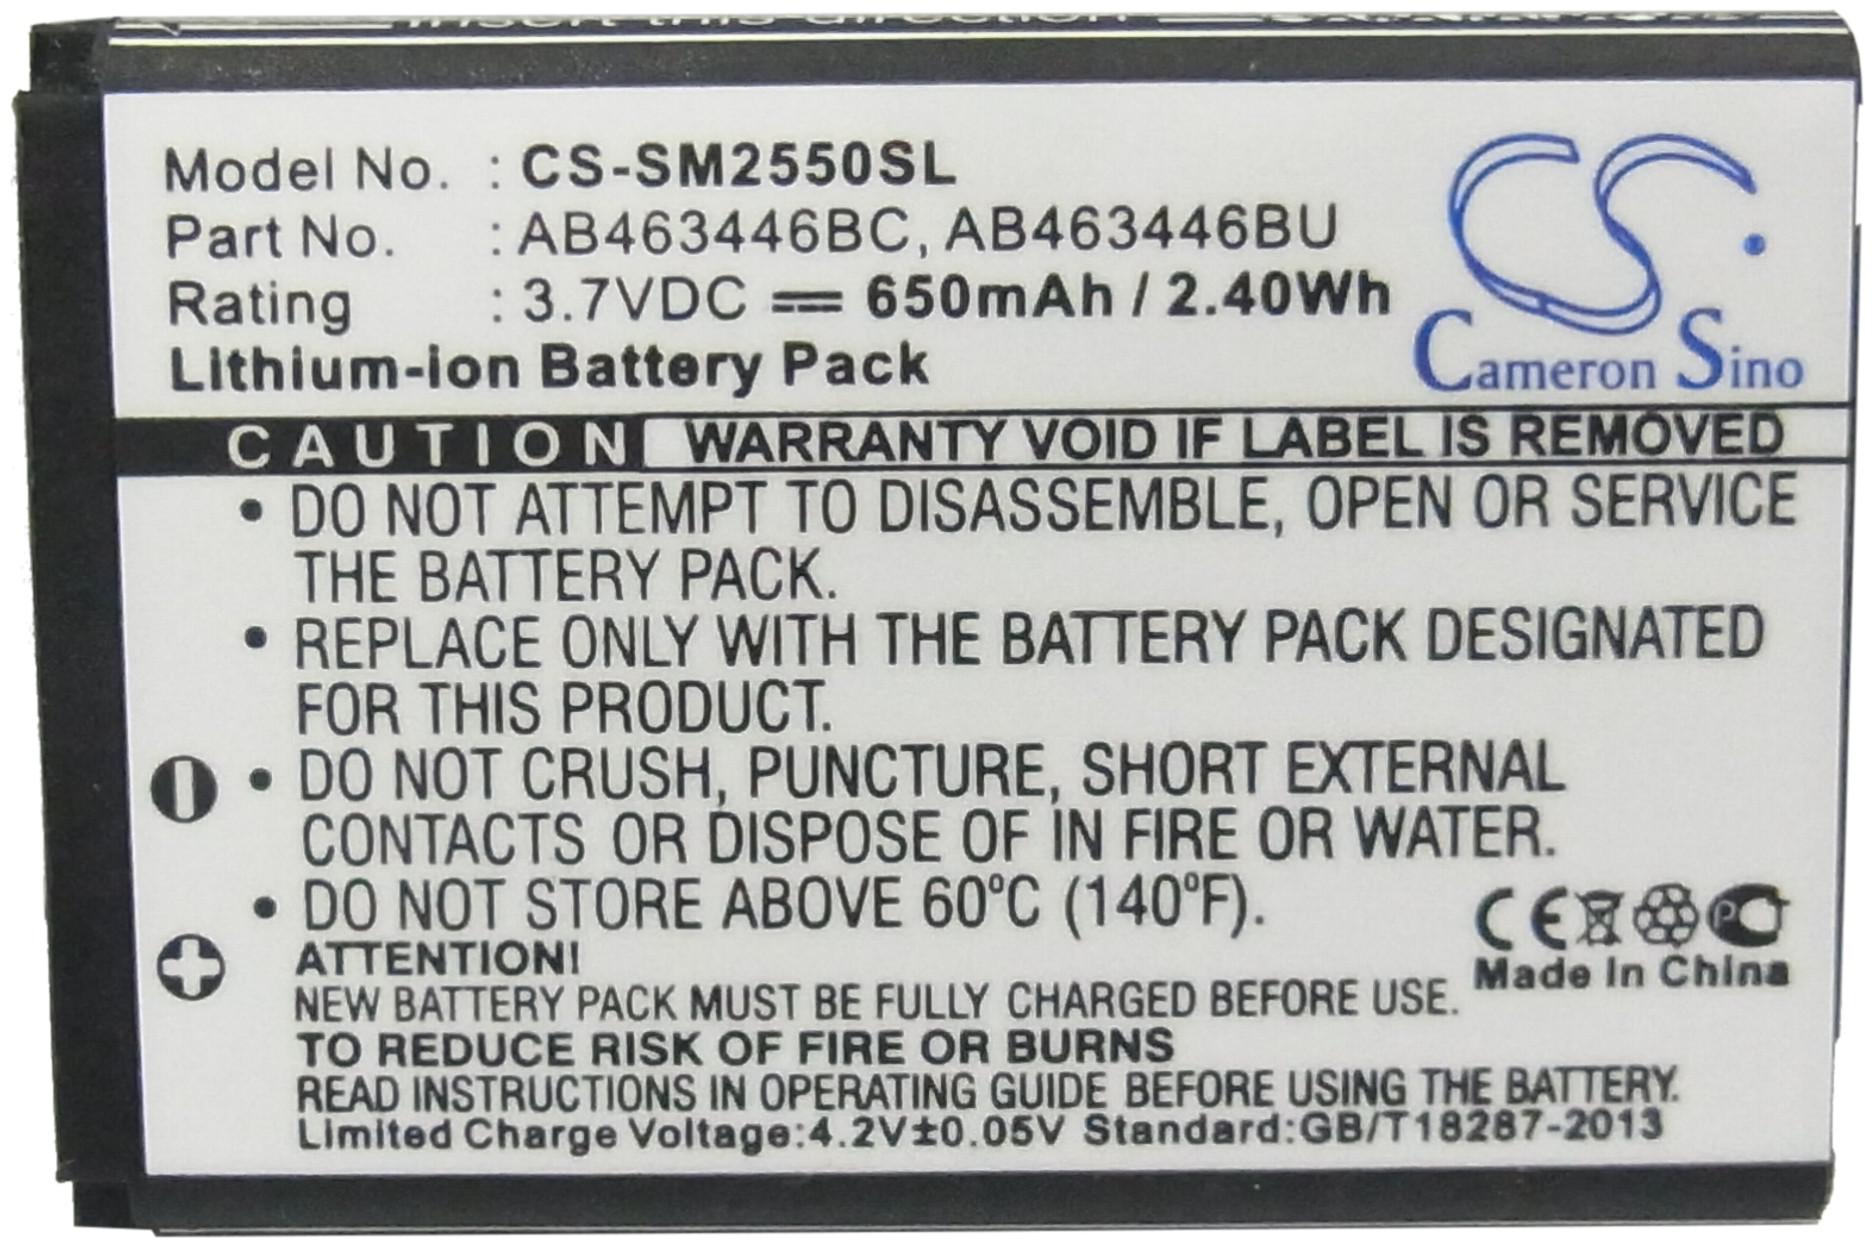 Insert this direction
Model No. : CS-SM2550SL
Part No. : AB463446BC, AB463446BU
Rating : 3.7VDC ⎓ 650mAh / 2.40Wh
Lithium-ion Battery Pack
CS.
Cameron Sino
CAUTION WARRANTY VOID IF LABEL IS REMOVED
• DO NOT ATTEMPT TO DISASSEMBLE, OPEN OR SERVICE
THE BATTERY PACK.
• REPLACE ONLY WITH THE BATTERY PACK DESIGNATED
FOR THIS PRODUCT.
• DO NOT CRUSH, PUNCTURE, SHORT EXTERNAL
CONTACTS OR DISPOSE OF IN FIRE OR WATER.
• DO NOT STORE ABOVE 60°C (140°F).
CE
Made In China
ATTENTION!
NEW BATTERY PACK MUST BE FULLY CHARGED BEFORE USE.
TO REDUCE RISK OF FIRE OR BURNS
READ INSTRUCTIONS IN OPERATING GUIDE BEFORE USING THE BATTERY.
Limited Charge Voltage:4.2V±0.05V Standard:GB/T18287-2013